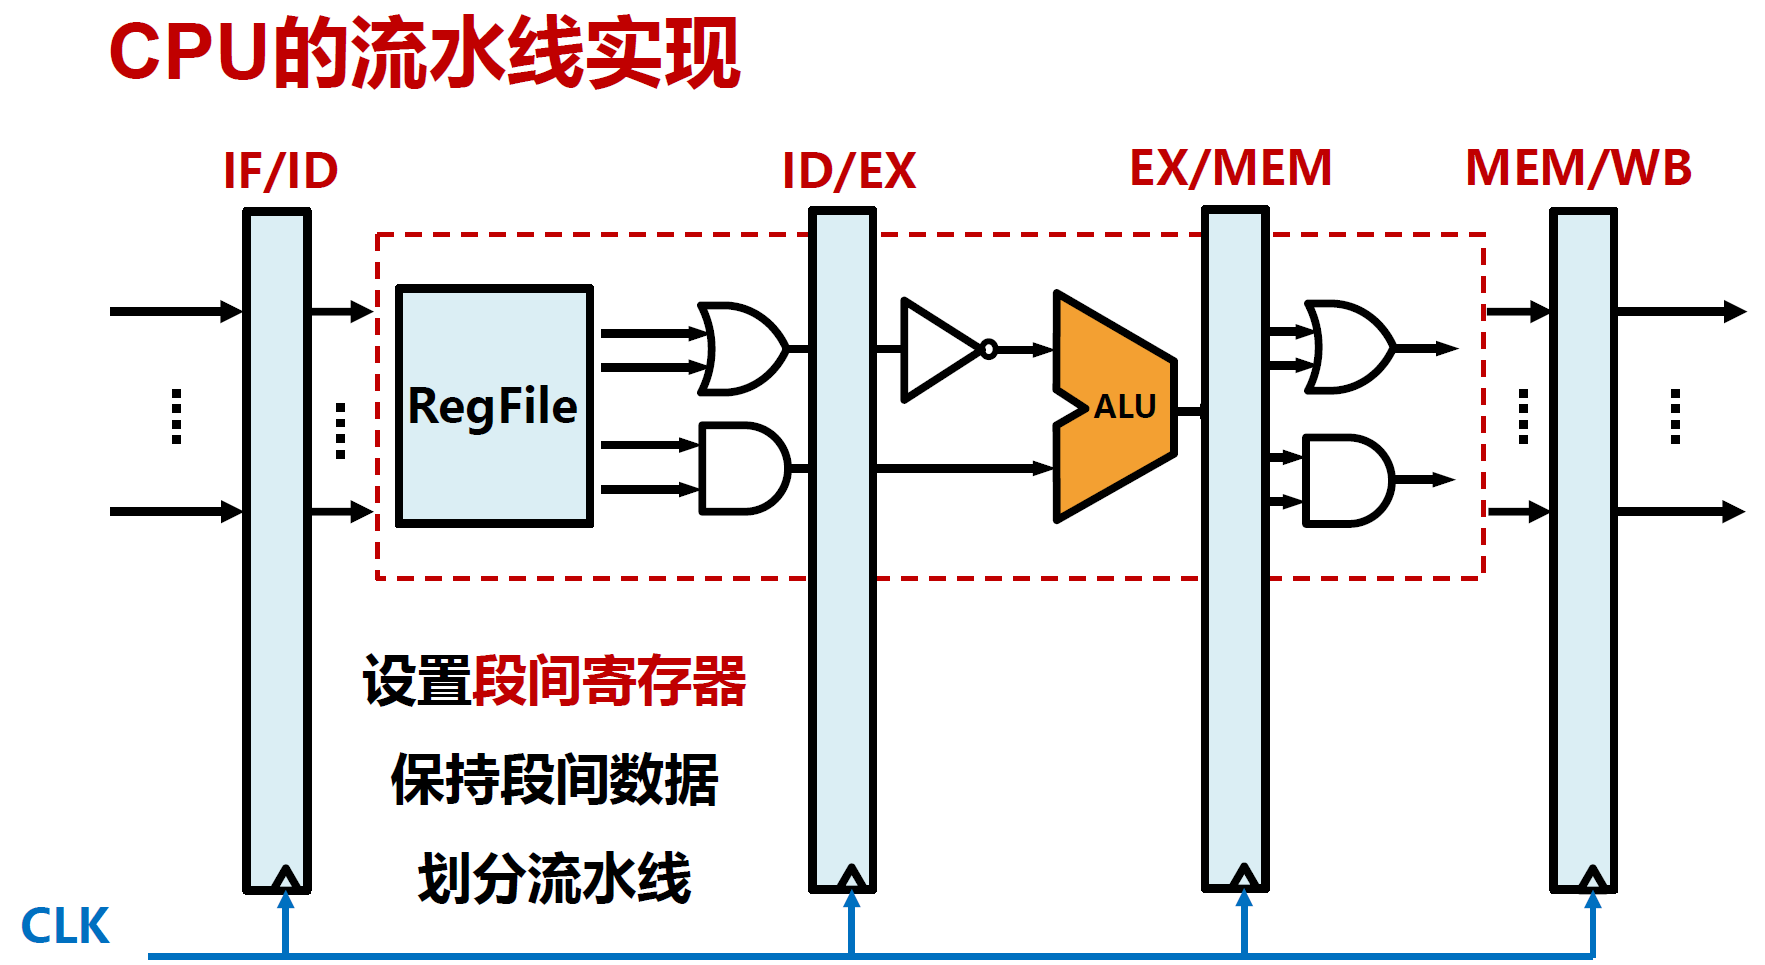 CPU的流水线实现
IF/ID
ID/EX
EX/MEM
MEM/WB
RegFile
ALU
设置段间寄存器
保持段间数据
划分流水线
CLK